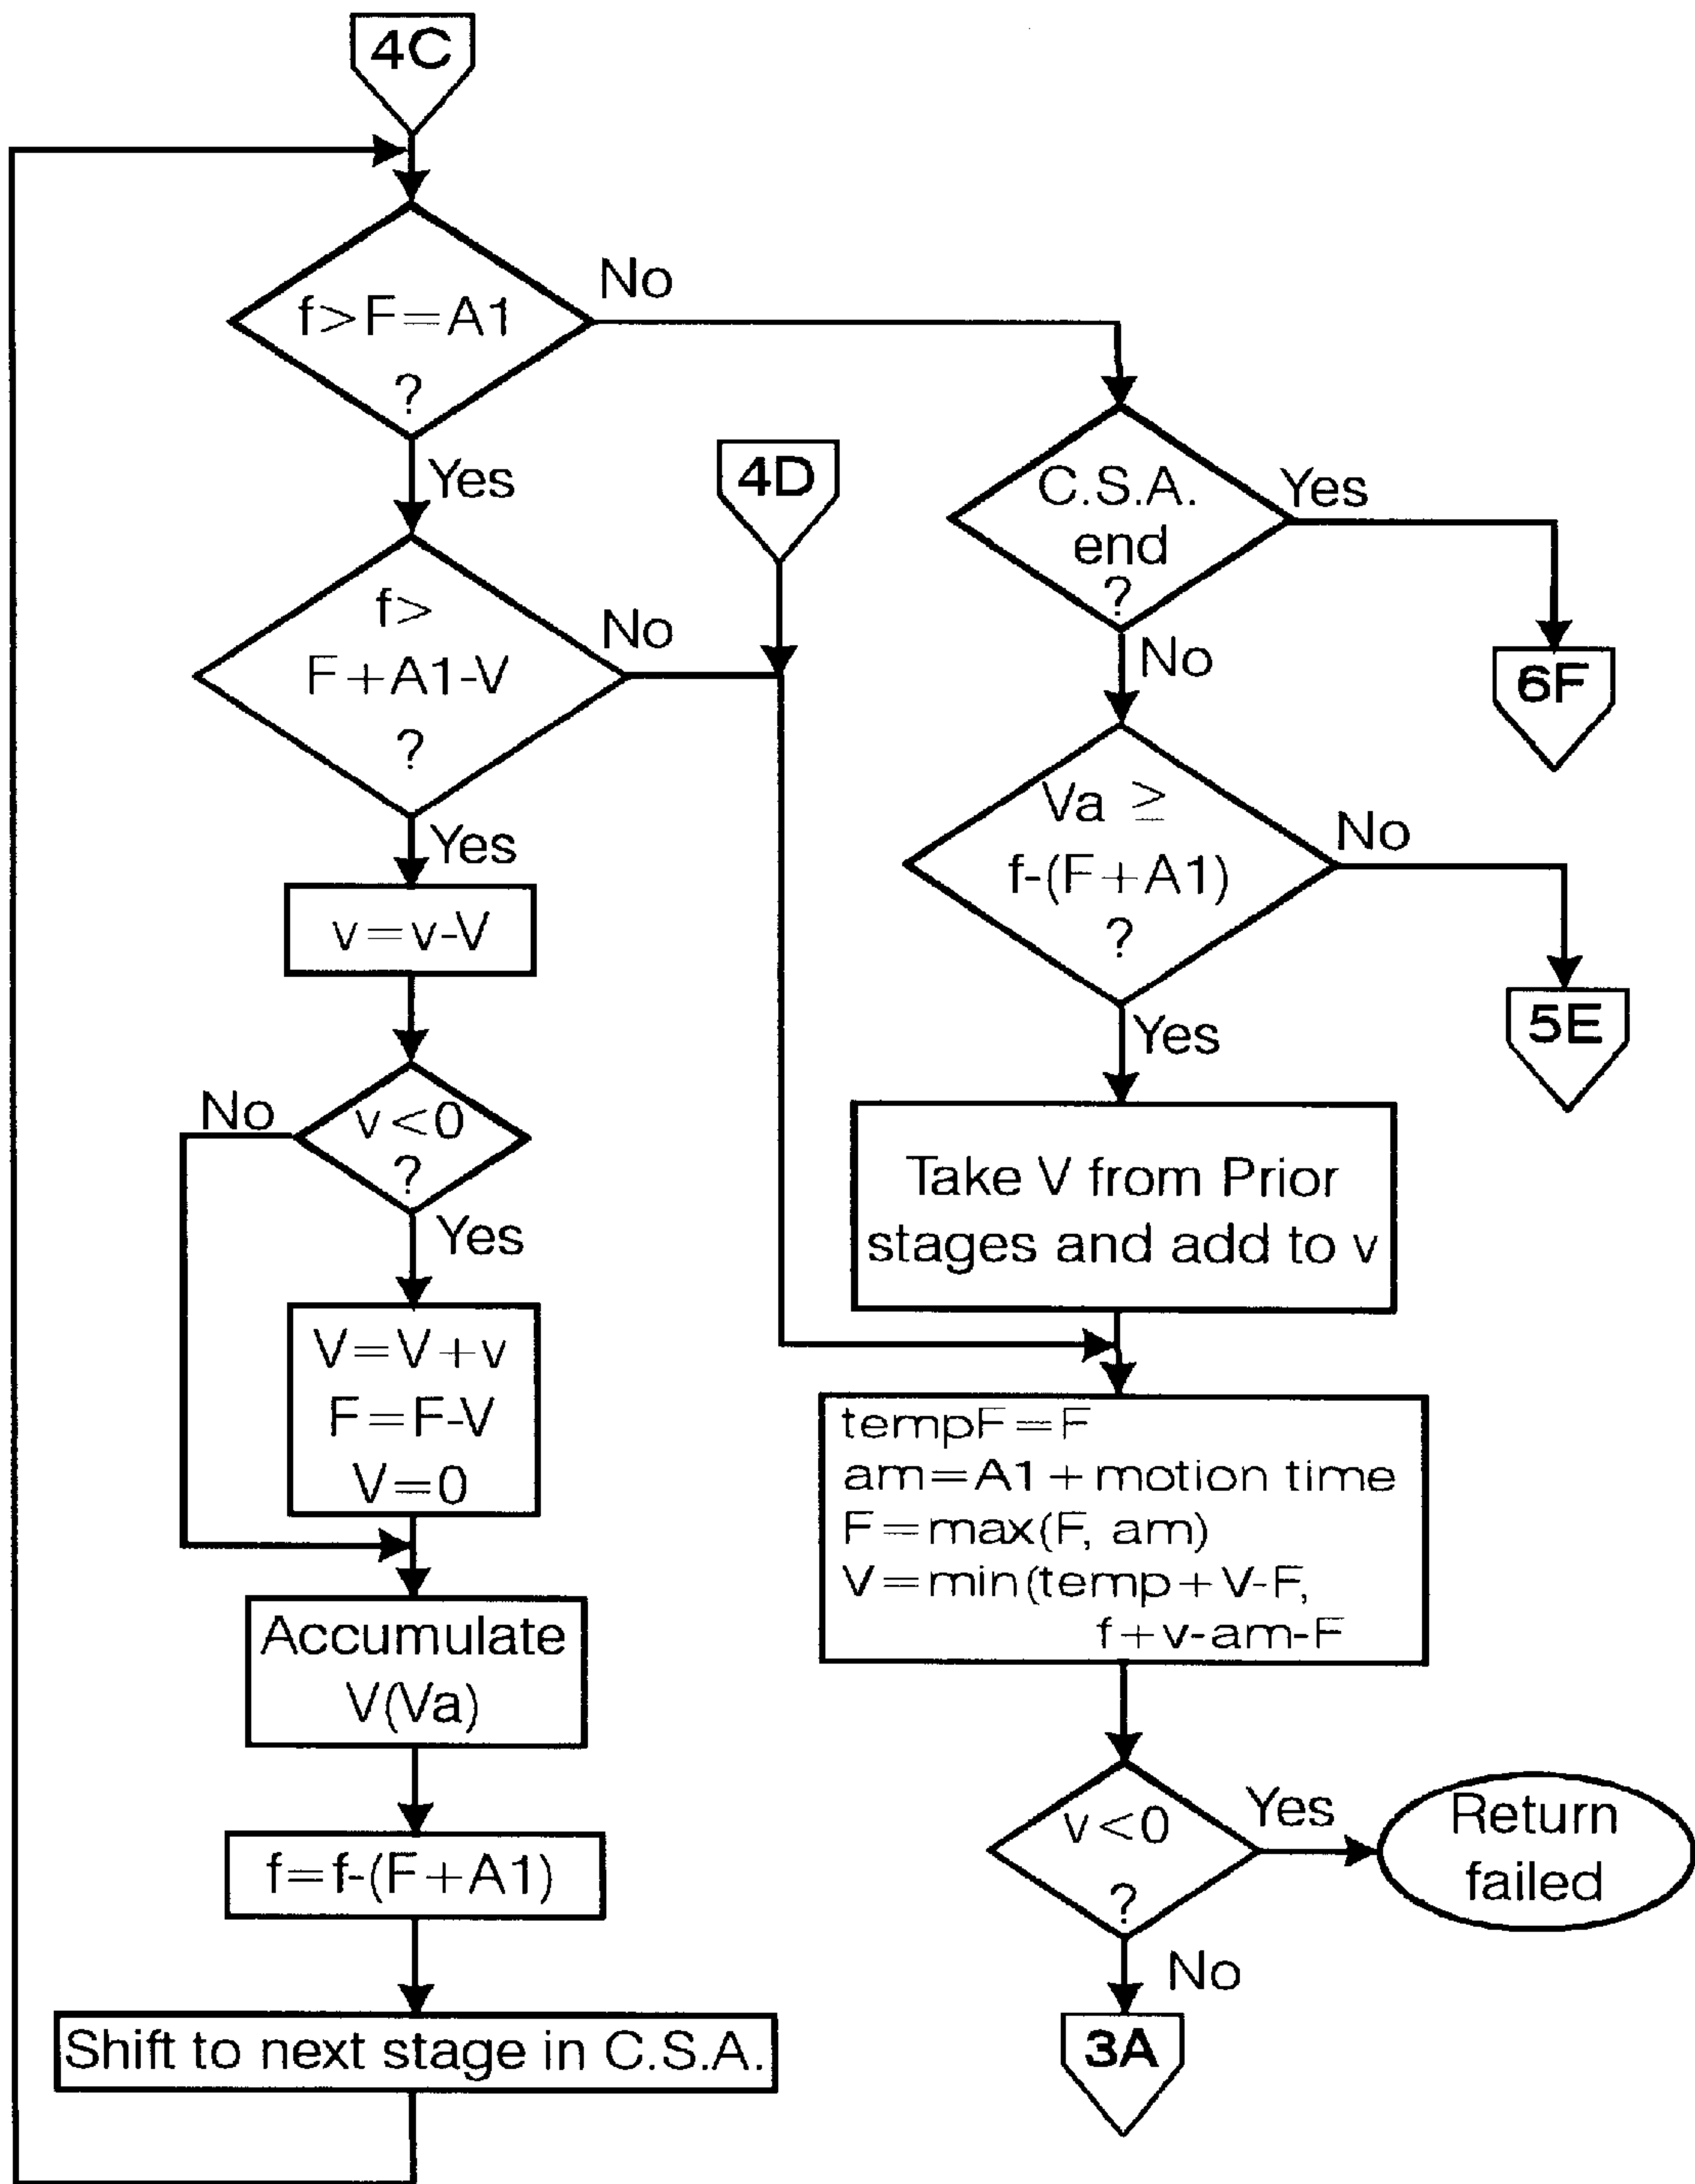 4C
f>F=A1
?
No
Yes
4D
C.S.A.
end
?
Yes
No
6F
f>
F+A1-V
?
No
Yes
Va ≥
f-(F+A1)
?
No
Yes
5E
v=v-V
v<0
?
No
Yes
Take V from Prior
stages and add to v
V=V+v
F=F-V
V=0
tempF=F
am=A1+motion time
F=max(F, am)
V=min(temp+V-F,
f+v-am-F
Accumulate
V(Va)
f=f-(F+A1)
v<0
?
Yes
Return
failed
No
Shift to next stage in C.S.A.
3A